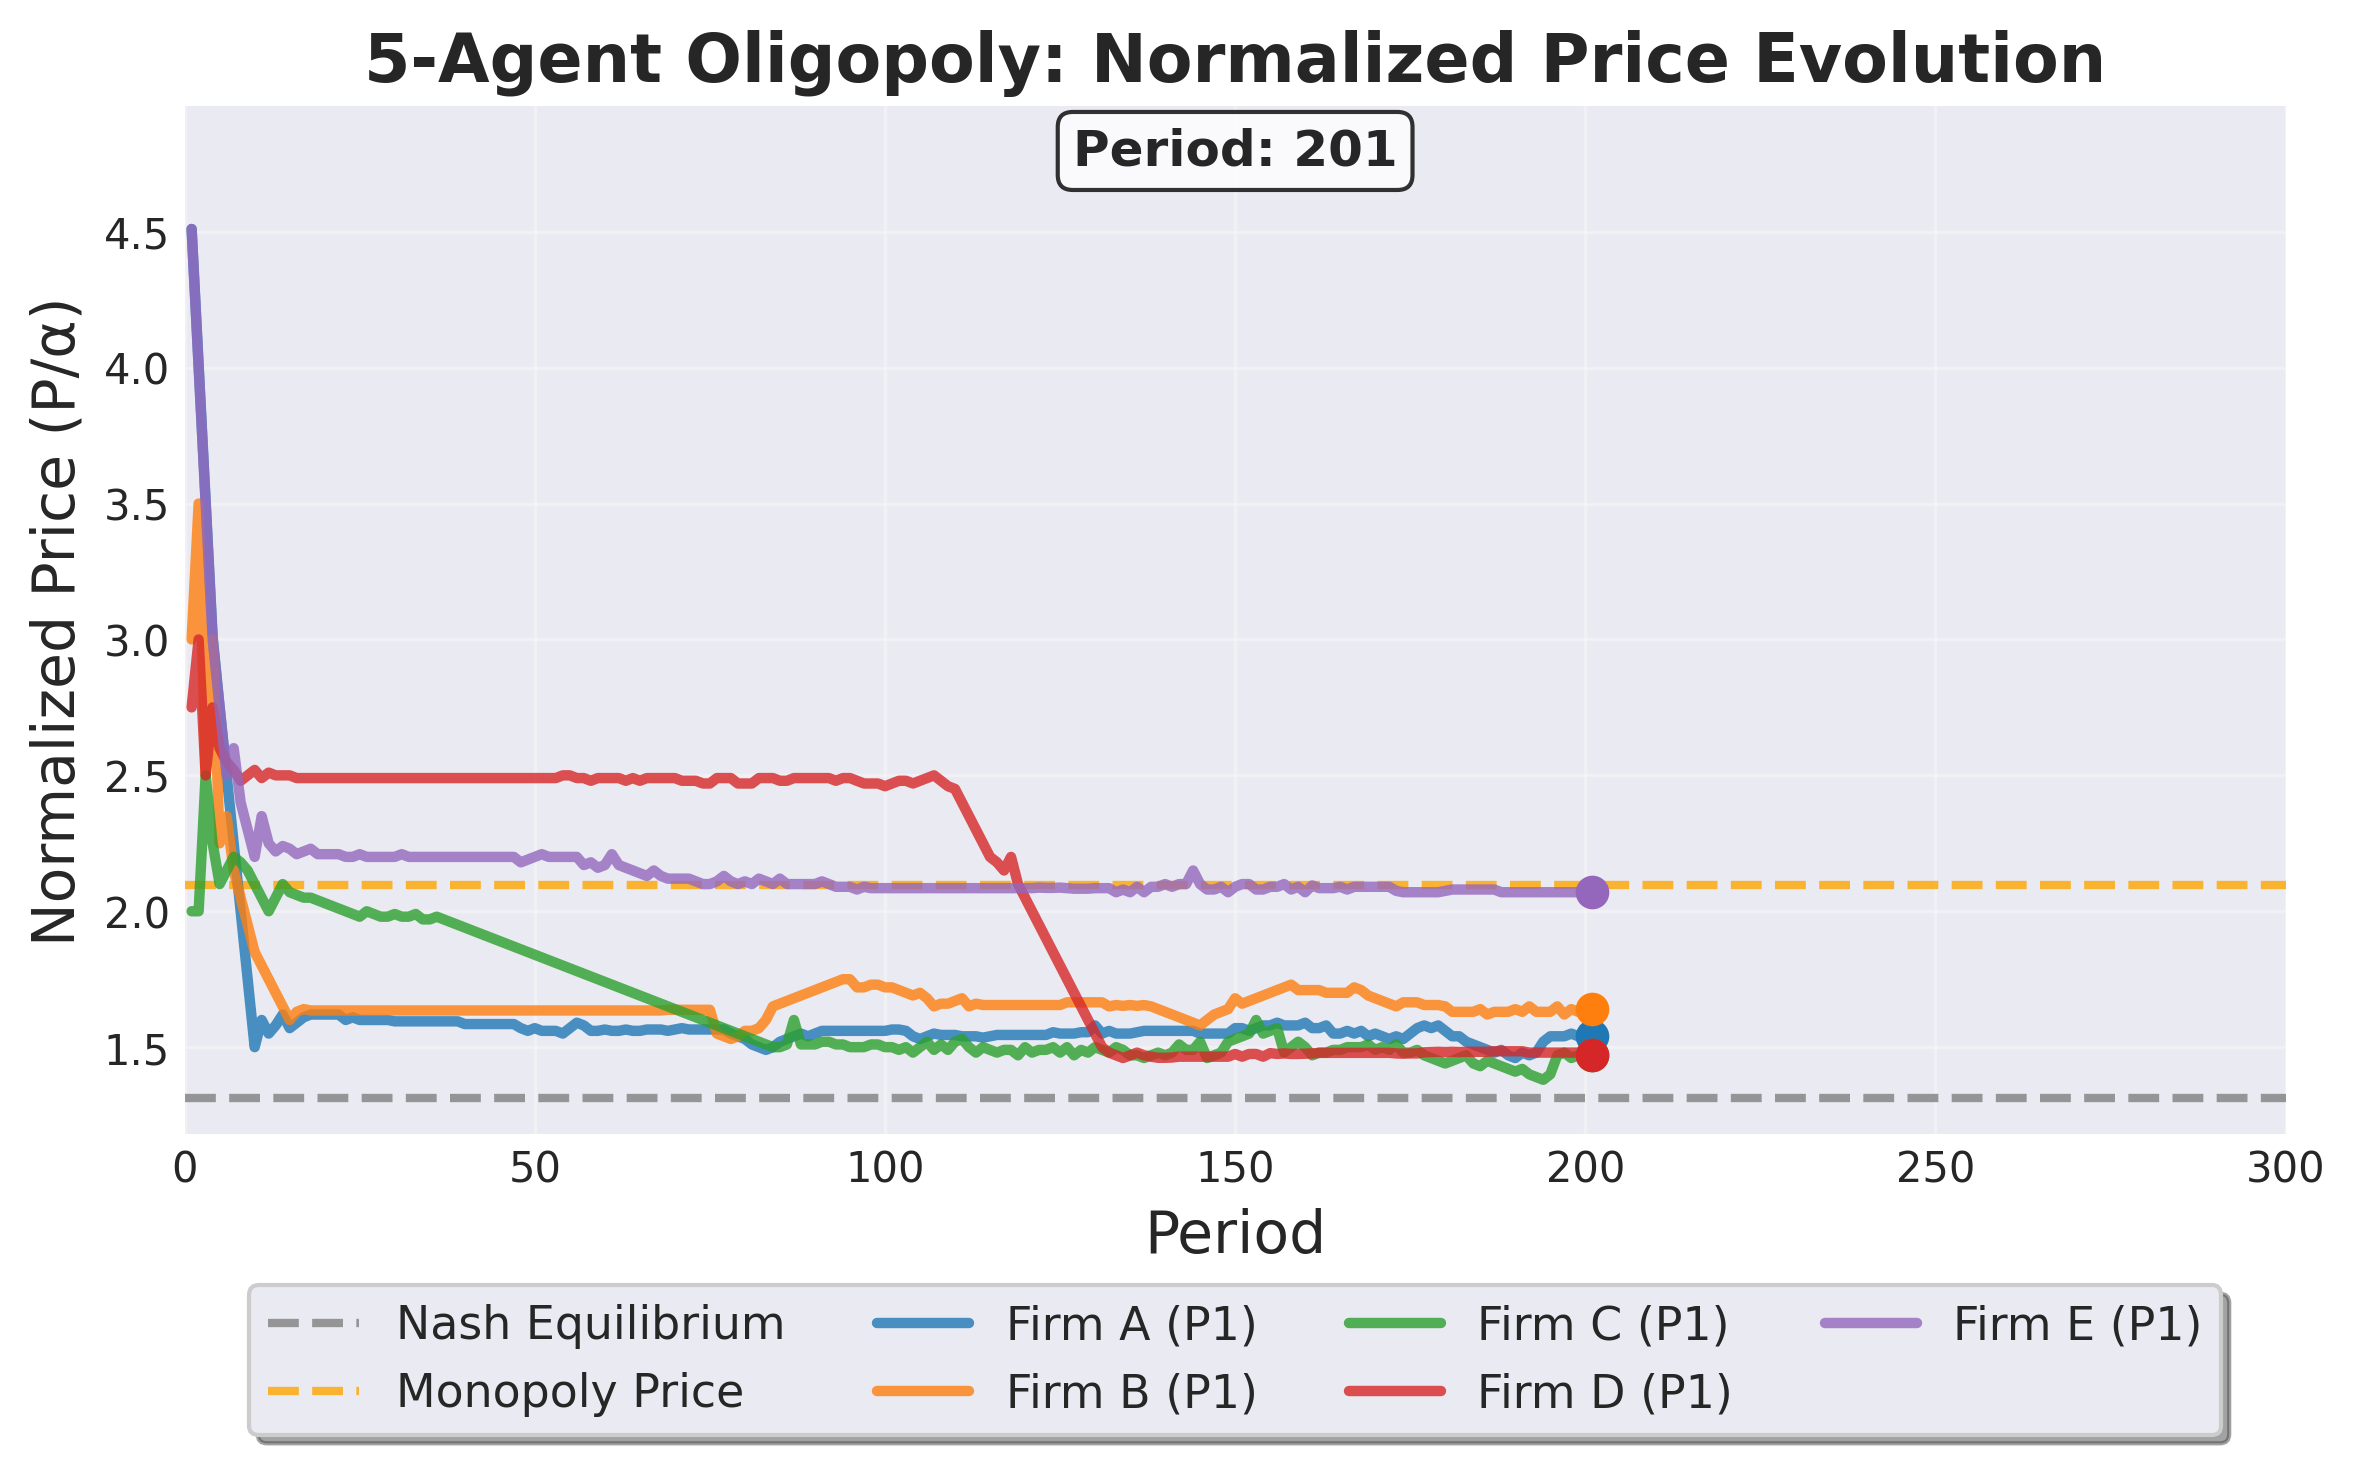 5-Agent Oligopoly: Normalized Price Evolution
Period: 201
Normalized Price (P/α)
4.5
4.0
3.5
3.0
2.5
2.0
1.5
0 50 100 150 200 250 300
Period
Nash Equilibrium Firm A (P1) Firm C (P1) Firm E (P1)
Monopoly Price Firm B (P1) Firm D (P1)